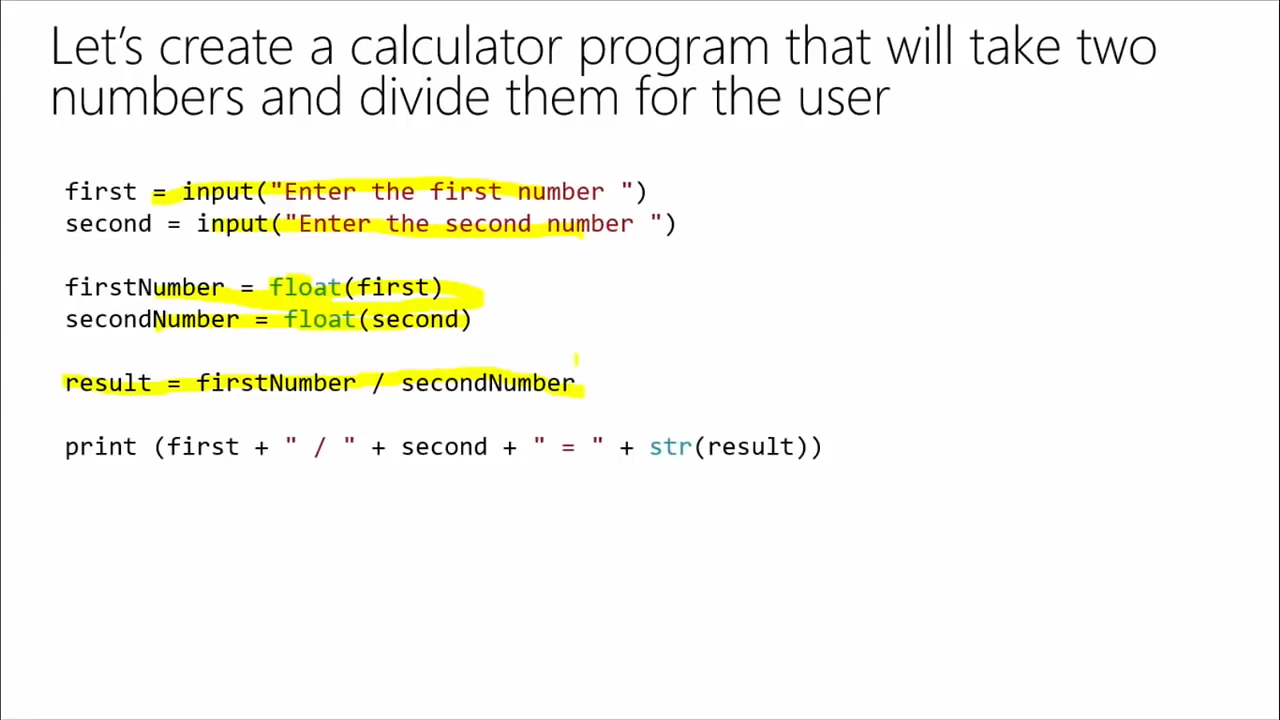 Let's create a calculator program that will take two
numbers and divide them for the user
first = input("Enter the first number ")
second = input("Enter the second number ")
firstNumber = float(first)
secondNumber = float(second)
result = firstNumber / secondNumber
print (first + " / " + second + " = " + str(result))